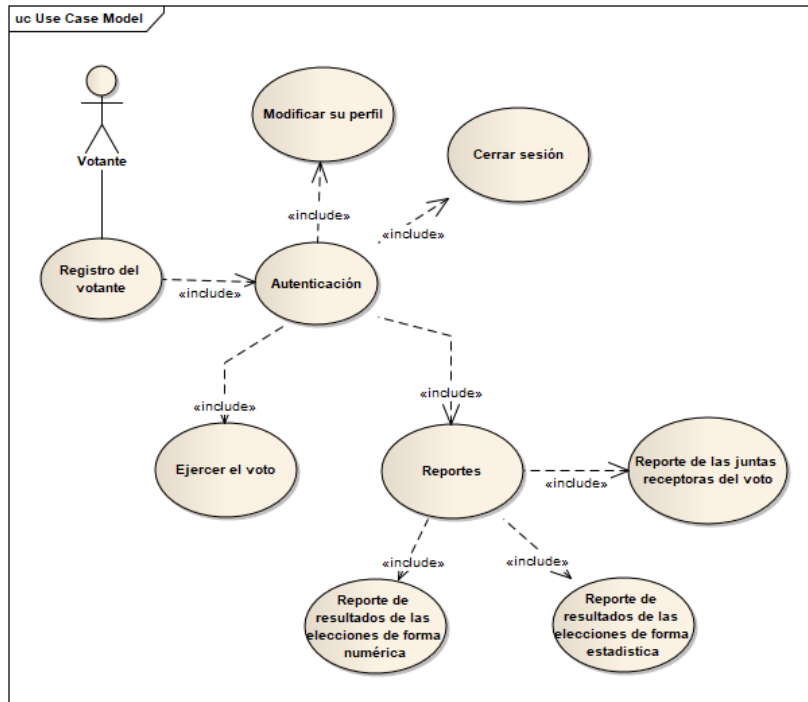 uc Use Case Model
Votante
Modificar su perfil
Cerrar sesión
«include»
«include»
Registro del
votante
«include»
Autenticación
«include»
«include»
Ejercer el voto
Reportes
«include»
Reporte de las juntas
receptoras del voto
«include»
«include»
Reporte de
resultados de las
elecciones de forma
numérica
Reporte de
resultados de las
elecciones de forma
estadistica